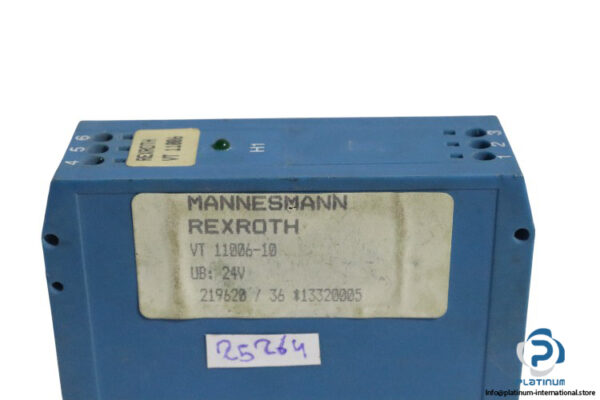 6
5
4
REXROTH
VT 11006
H1
3
2
1
MANNESMANN
REXROTH
VT 11006-10
UB: 24V
219620 / 36 *13320005
25264
PLATINUM
info@platinum-international.store